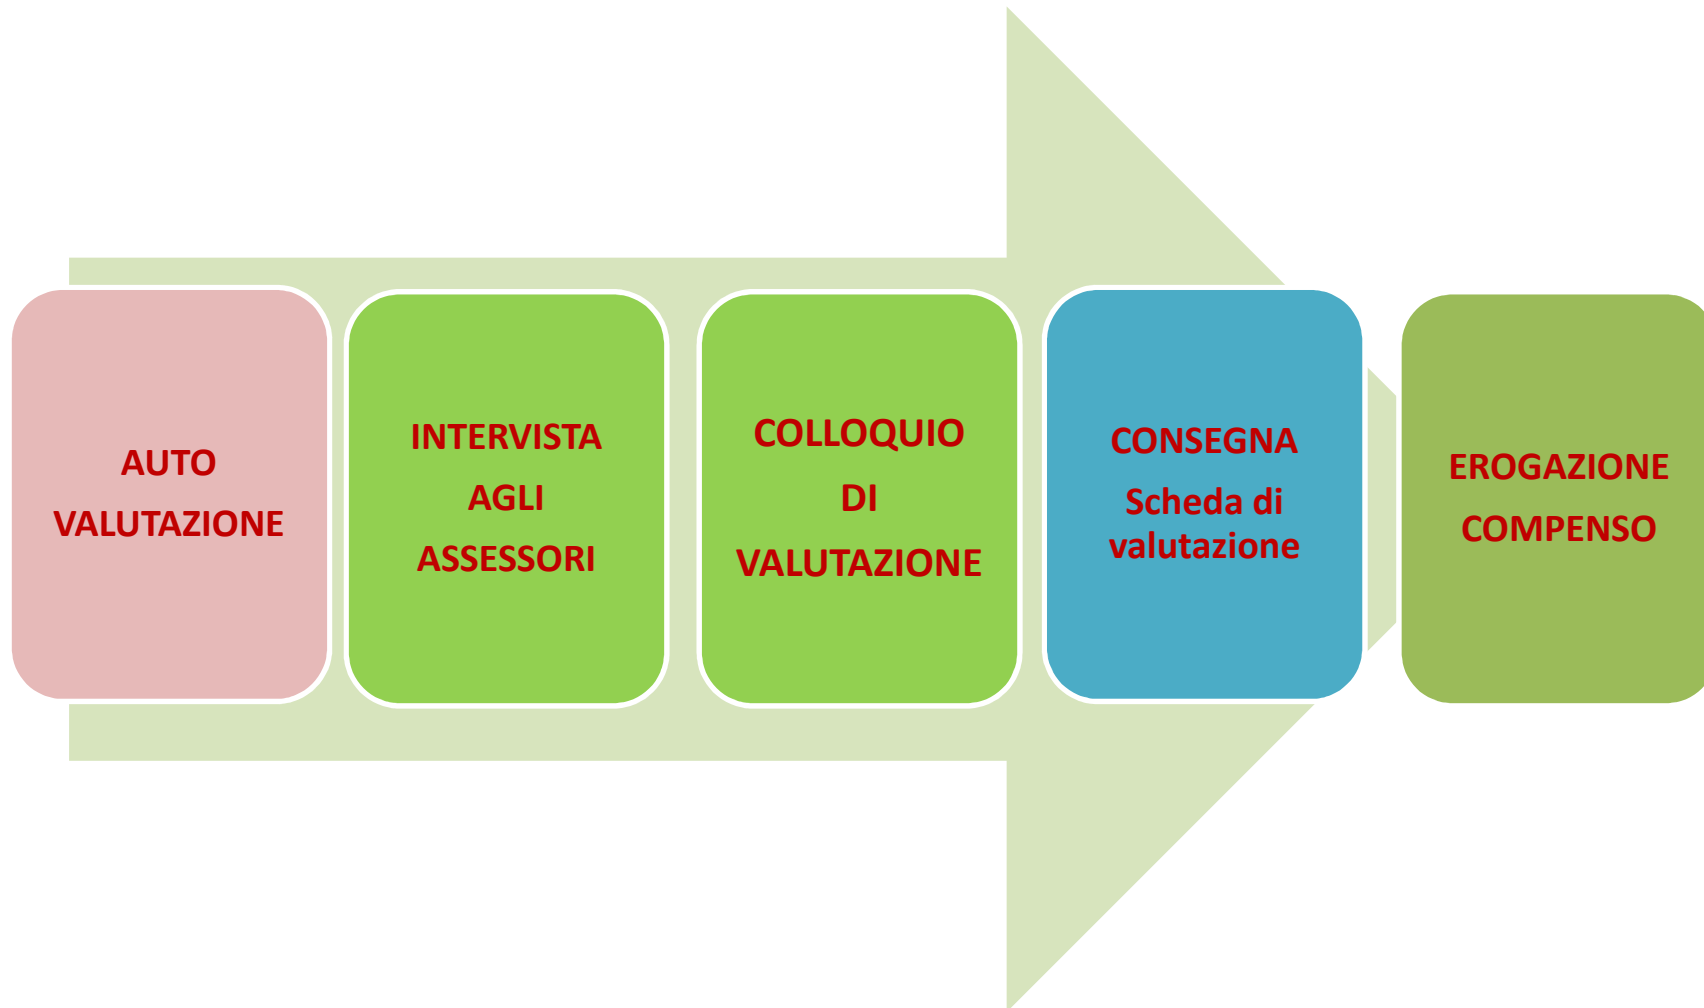 AUTO
VALUTAZIONE
INTERVISTA
AGLI
ASSESSORI
COLLOQUIO
DI
VALUTAZIONE
CONSEGNA
Scheda di
valutazione
EROGAZIONE
COMPENSO